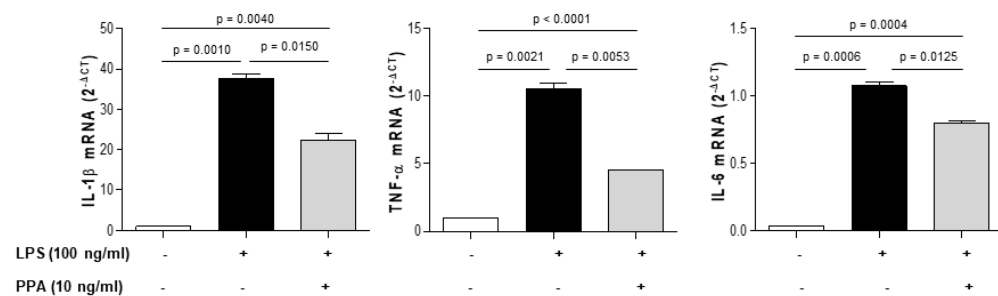 p = 0.0040
p = 0.0010 p = 0.0150
IL-1β mRNA (2-ΔCT)
50
40
30
20
10
0
p < 0.0001
p = 0.0021 p = 0.0053
TNF-α mRNA (2-ΔCT)
15
10
5
0
p = 0.0004
p = 0.0006 p = 0.0125
IL-6 mRNA (2-ΔCT)
1.5
1.0
0.5
0.0
LPS (100 ng/ml) - + + - + + - + +
PPA (10 ng/ml) - - + - - + - - +